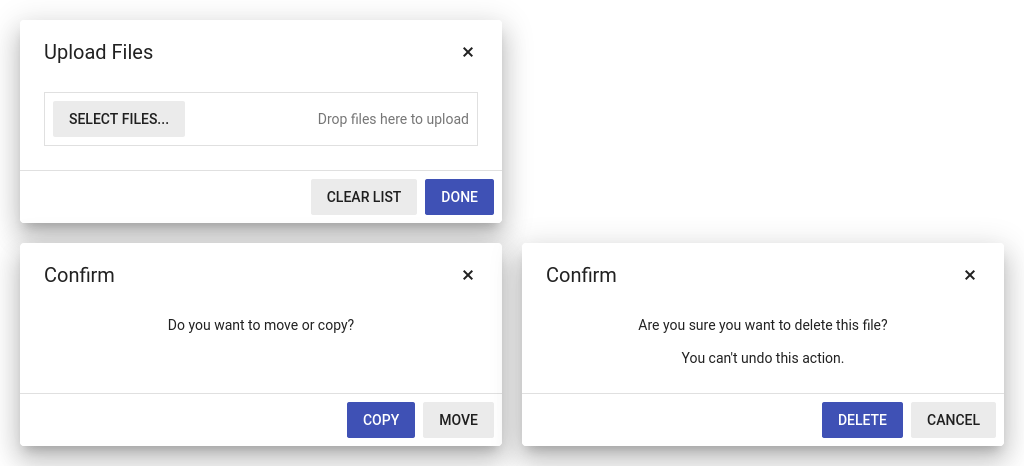 Upload Files ×
SELECT FILES... Drop files here to upload
CLEAR LIST DONE
Confirm ×
Do you want to move or copy?
COPY MOVE
Confirm ×
Are you sure you want to delete this file?
You can't undo this action.
DELETE CANCEL